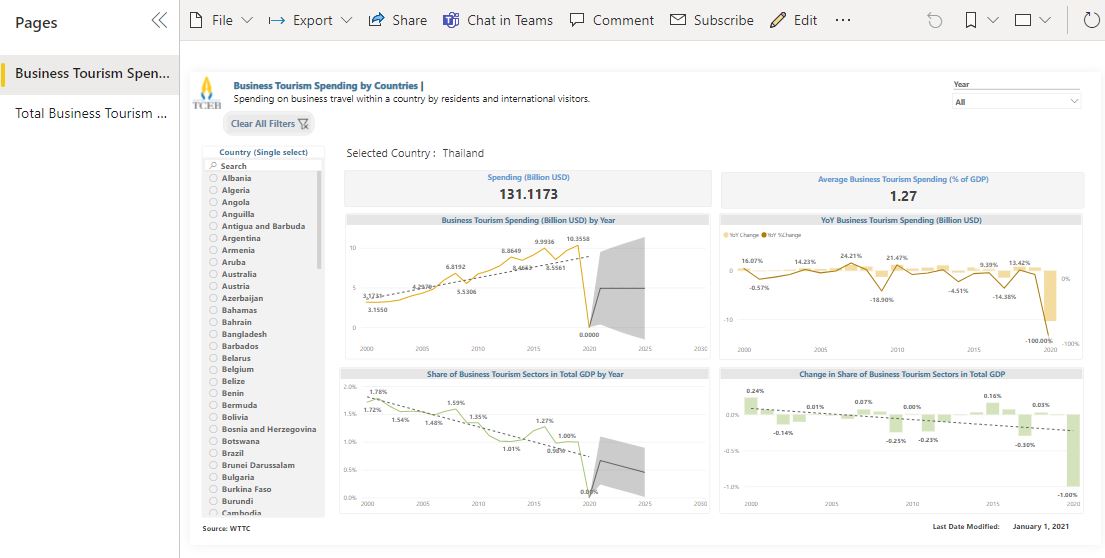 Pages
File
Export
Share
Chat in Teams
Comment
Subscribe
Edit
Business Tourism Spen...
Total Business Tourism ...
TCEB
Business Tourism Spending by Countries |
Spending on business travel within a country by residents and international visitors.
Clear All Filters
Year
All
Country (Single select)
Search
Albania
Algeria
Angola
Anguilla
Antigua and Barbuda
Argentina
Armenia
Aruba
Australia
Austria
Azerbaijan
Bahamas
Bahrain
Bangladesh
Barbados
Belarus
Belgium
Belize
Benin
Bermuda
Bolivia
Bosnia and Herzegovina
Botswana
Brazil
Brunei Darussalam
Bulgaria
Burkina Faso
Burundi
Cambodia
Selected Country : Thailand
Spending (Billion USD)
131.1173
Average Business Tourism Spending (% of GDP)
1.27
Business Tourism Spending (Billion USD) by Year
10
5
0
3.1731
3.1550
4.2970
6.8192
5.5306
8.8649
8.4683
9.9936
8.5561
10.3558
0.0000
2000 2005 2010 2015 2020 2025 2030
YoY Business Tourism Spending (Billion USD)
YoY Change YoY %Change
0
-10
16.07%
-0.57%
14.23%
24.21%
-18.90%
21.47%
-4.51%
9.39%
-14.38%
13.42%
-100.00%
0%
-100%
2000 2005 2010 2015 2020
Share of Business Tourism Sectors in Total GDP by Year
2.0%
1.5%
1.0%
0.5%
0.0%
1.78%
1.72%
1.54%
1.48%
1.59%
1.35%
1.01%
1.27%
0.98%
1.00%
0.00%
2000 2005 2010 2015 2020 2025 2030
Change in Share of Business Tourism Sectors in Total GDP
0.0%
-0.5%
-1.0%
0.24%
-0.14%
0.01%
0.07%
-0.25%
0.00%
-0.23%
0.16%
-0.30%
0.03%
-1.00%
2000 2005 2010 2015 2020
Source: WTTC
Last Date Modified: January 1, 2021